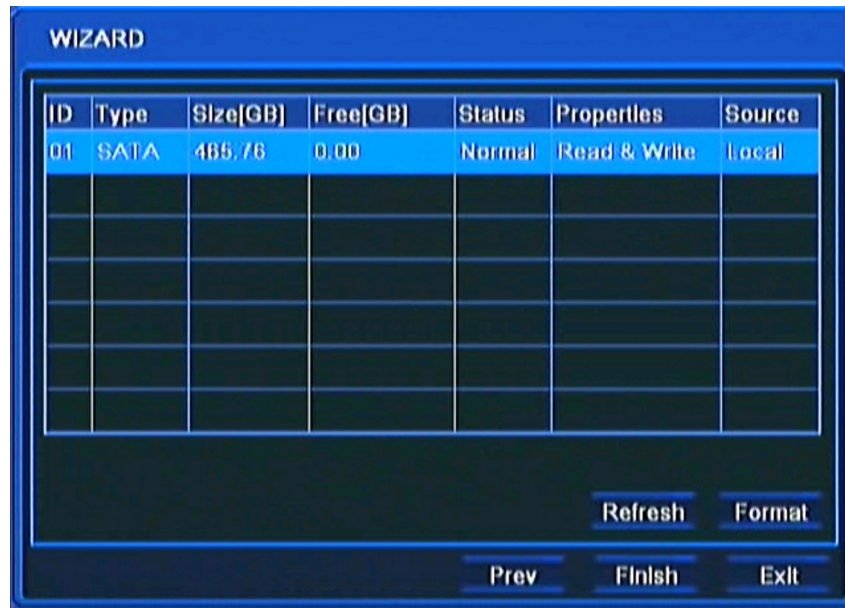 WIZARD
ID Type Size[GB] Free[GB] Status Properties Source
01 SATA 465.76 0.00 Normal Read & Write Local
Refresh Format
Prev Finish Exit